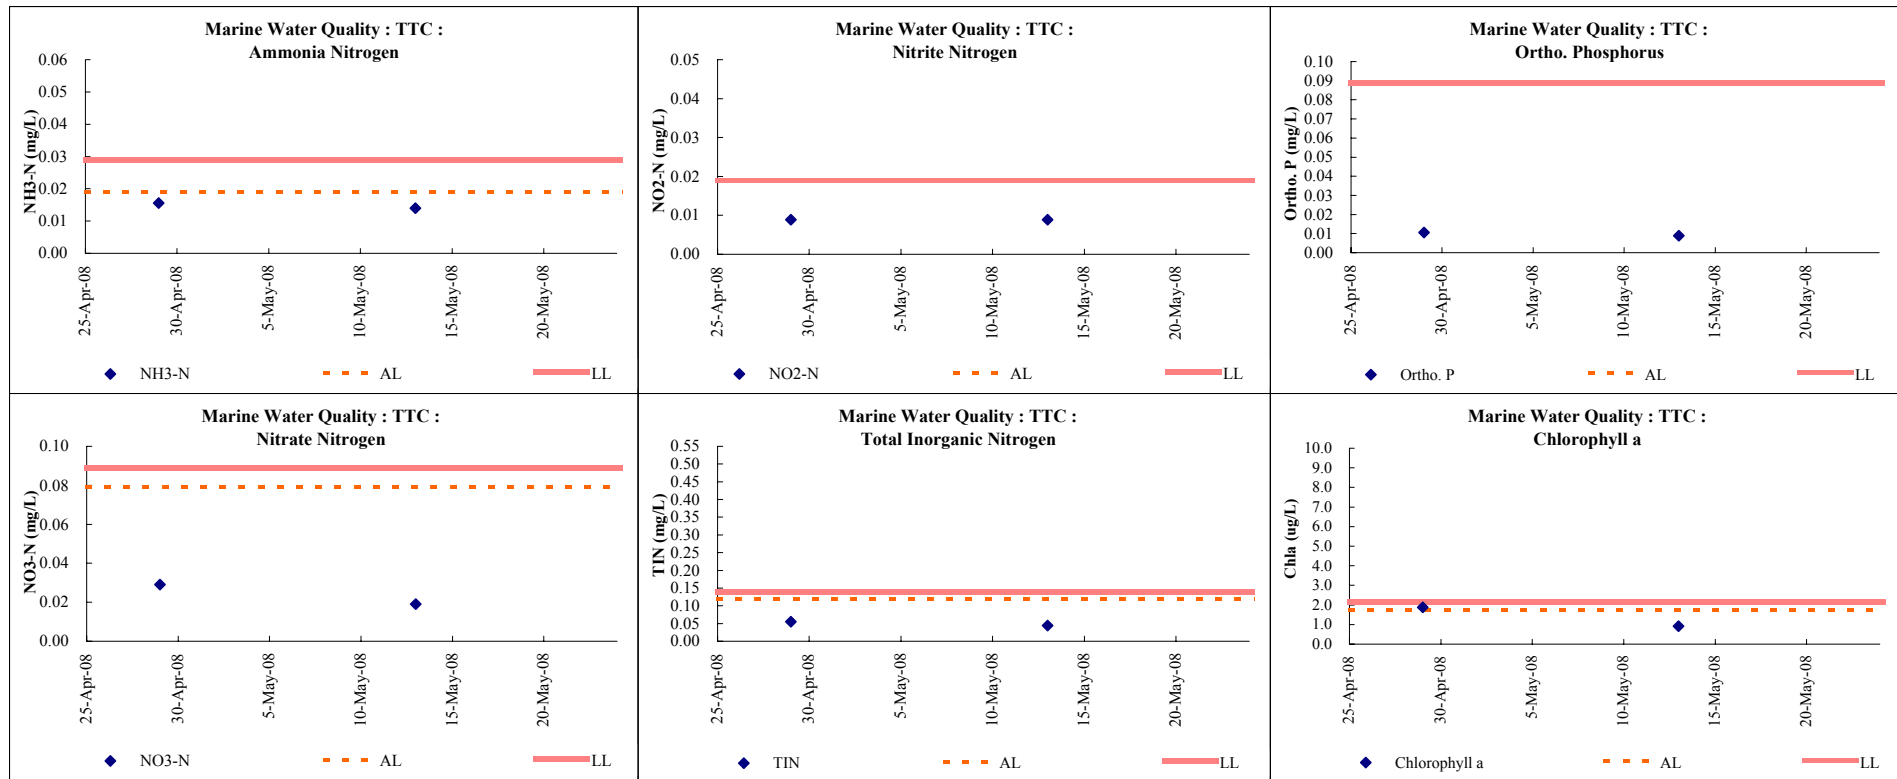 Marine Water Quality : TTC :
Ammonia Nitrogen
0.06
0.05
0.04
0.03
0.02
0.01
0.00
NH3-N (mg/L)
25-Apr-08
30-Apr-08
5-May-08
10-May-08
15-May-08
20-May-08
NH3-N
AL
LL
Marine Water Quality : TTC :
Nitrite Nitrogen
0.05
0.04
0.03
0.02
0.01
0.00
NO2-N (mg/L)
25-Apr-08
30-Apr-08
5-May-08
10-May-08
15-May-08
20-May-08
NO2-N
AL
LL
Marine Water Quality : TTC :
Ortho. Phosphorus
0.10
0.09
0.08
0.07
0.06
0.05
0.04
0.03
0.02
0.01
0.00
Ortho. P (mg/L)
25-Apr-08
30-Apr-08
5-May-08
10-May-08
15-May-08
20-May-08
Ortho. P
AL
LL
Marine Water Quality : TTC :
Nitrate Nitrogen
0.10
0.08
0.06
0.04
0.02
0.00
NO3-N (mg/L)
25-Apr-08
30-Apr-08
5-May-08
10-May-08
15-May-08
20-May-08
NO3-N
AL
LL
Marine Water Quality : TTC :
Total Inorganic Nitrogen
0.55
0.50
0.45
0.40
0.35
0.30
0.25
0.20
0.15
0.10
0.05
0.00
TIN (mg/L)
25-Apr-08
30-Apr-08
5-May-08
10-May-08
15-May-08
20-May-08
TIN
AL
LL
Marine Water Quality : TTC :
Chlorophyll a
10.0
9.0
8.0
7.0
6.0
5.0
4.0
3.0
2.0
1.0
0.0
Chla (ug/L)
25-Apr-08
30-Apr-08
5-May-08
10-May-08
15-May-08
20-May-08
Chlorophyll a
AL
LL